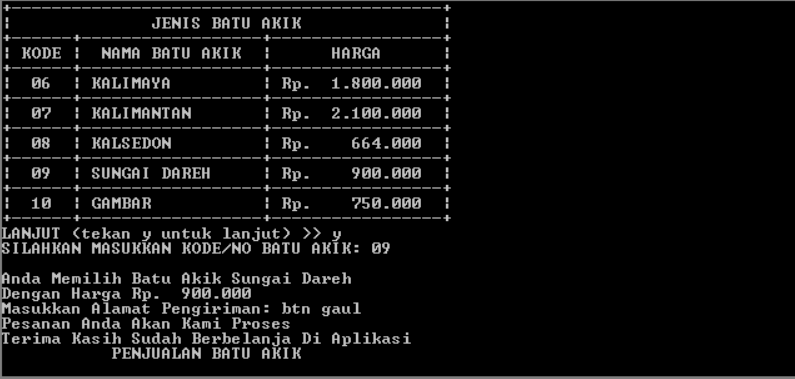 JENIS BATU AKIK
KODE NAMA BATU AKIK HARGA
06 KALIMAYA Rp. 1.800.000
07 KALIMANTAN Rp. 2.100.000
08 KALSEDON Rp. 664.000
09 SUNGAI DAREH Rp. 900.000
10 GAMBAR Rp. 750.000
LANJUT (tekan y untuk lanjut) >> y
SILAHKAN MASUKKAN KODE/NO BATU AKIK: 09
Anda Memilih Batu Akik Sungai Dareh
Dengan Harga Rp. 900.000
Masukkan Alamat Pengiriman: btn gaul
Pesanan Anda Akan Kami Proses
Terima Kasih Sudah Berbelanja Di Aplikasi
PENJUALAN BATU AKIK